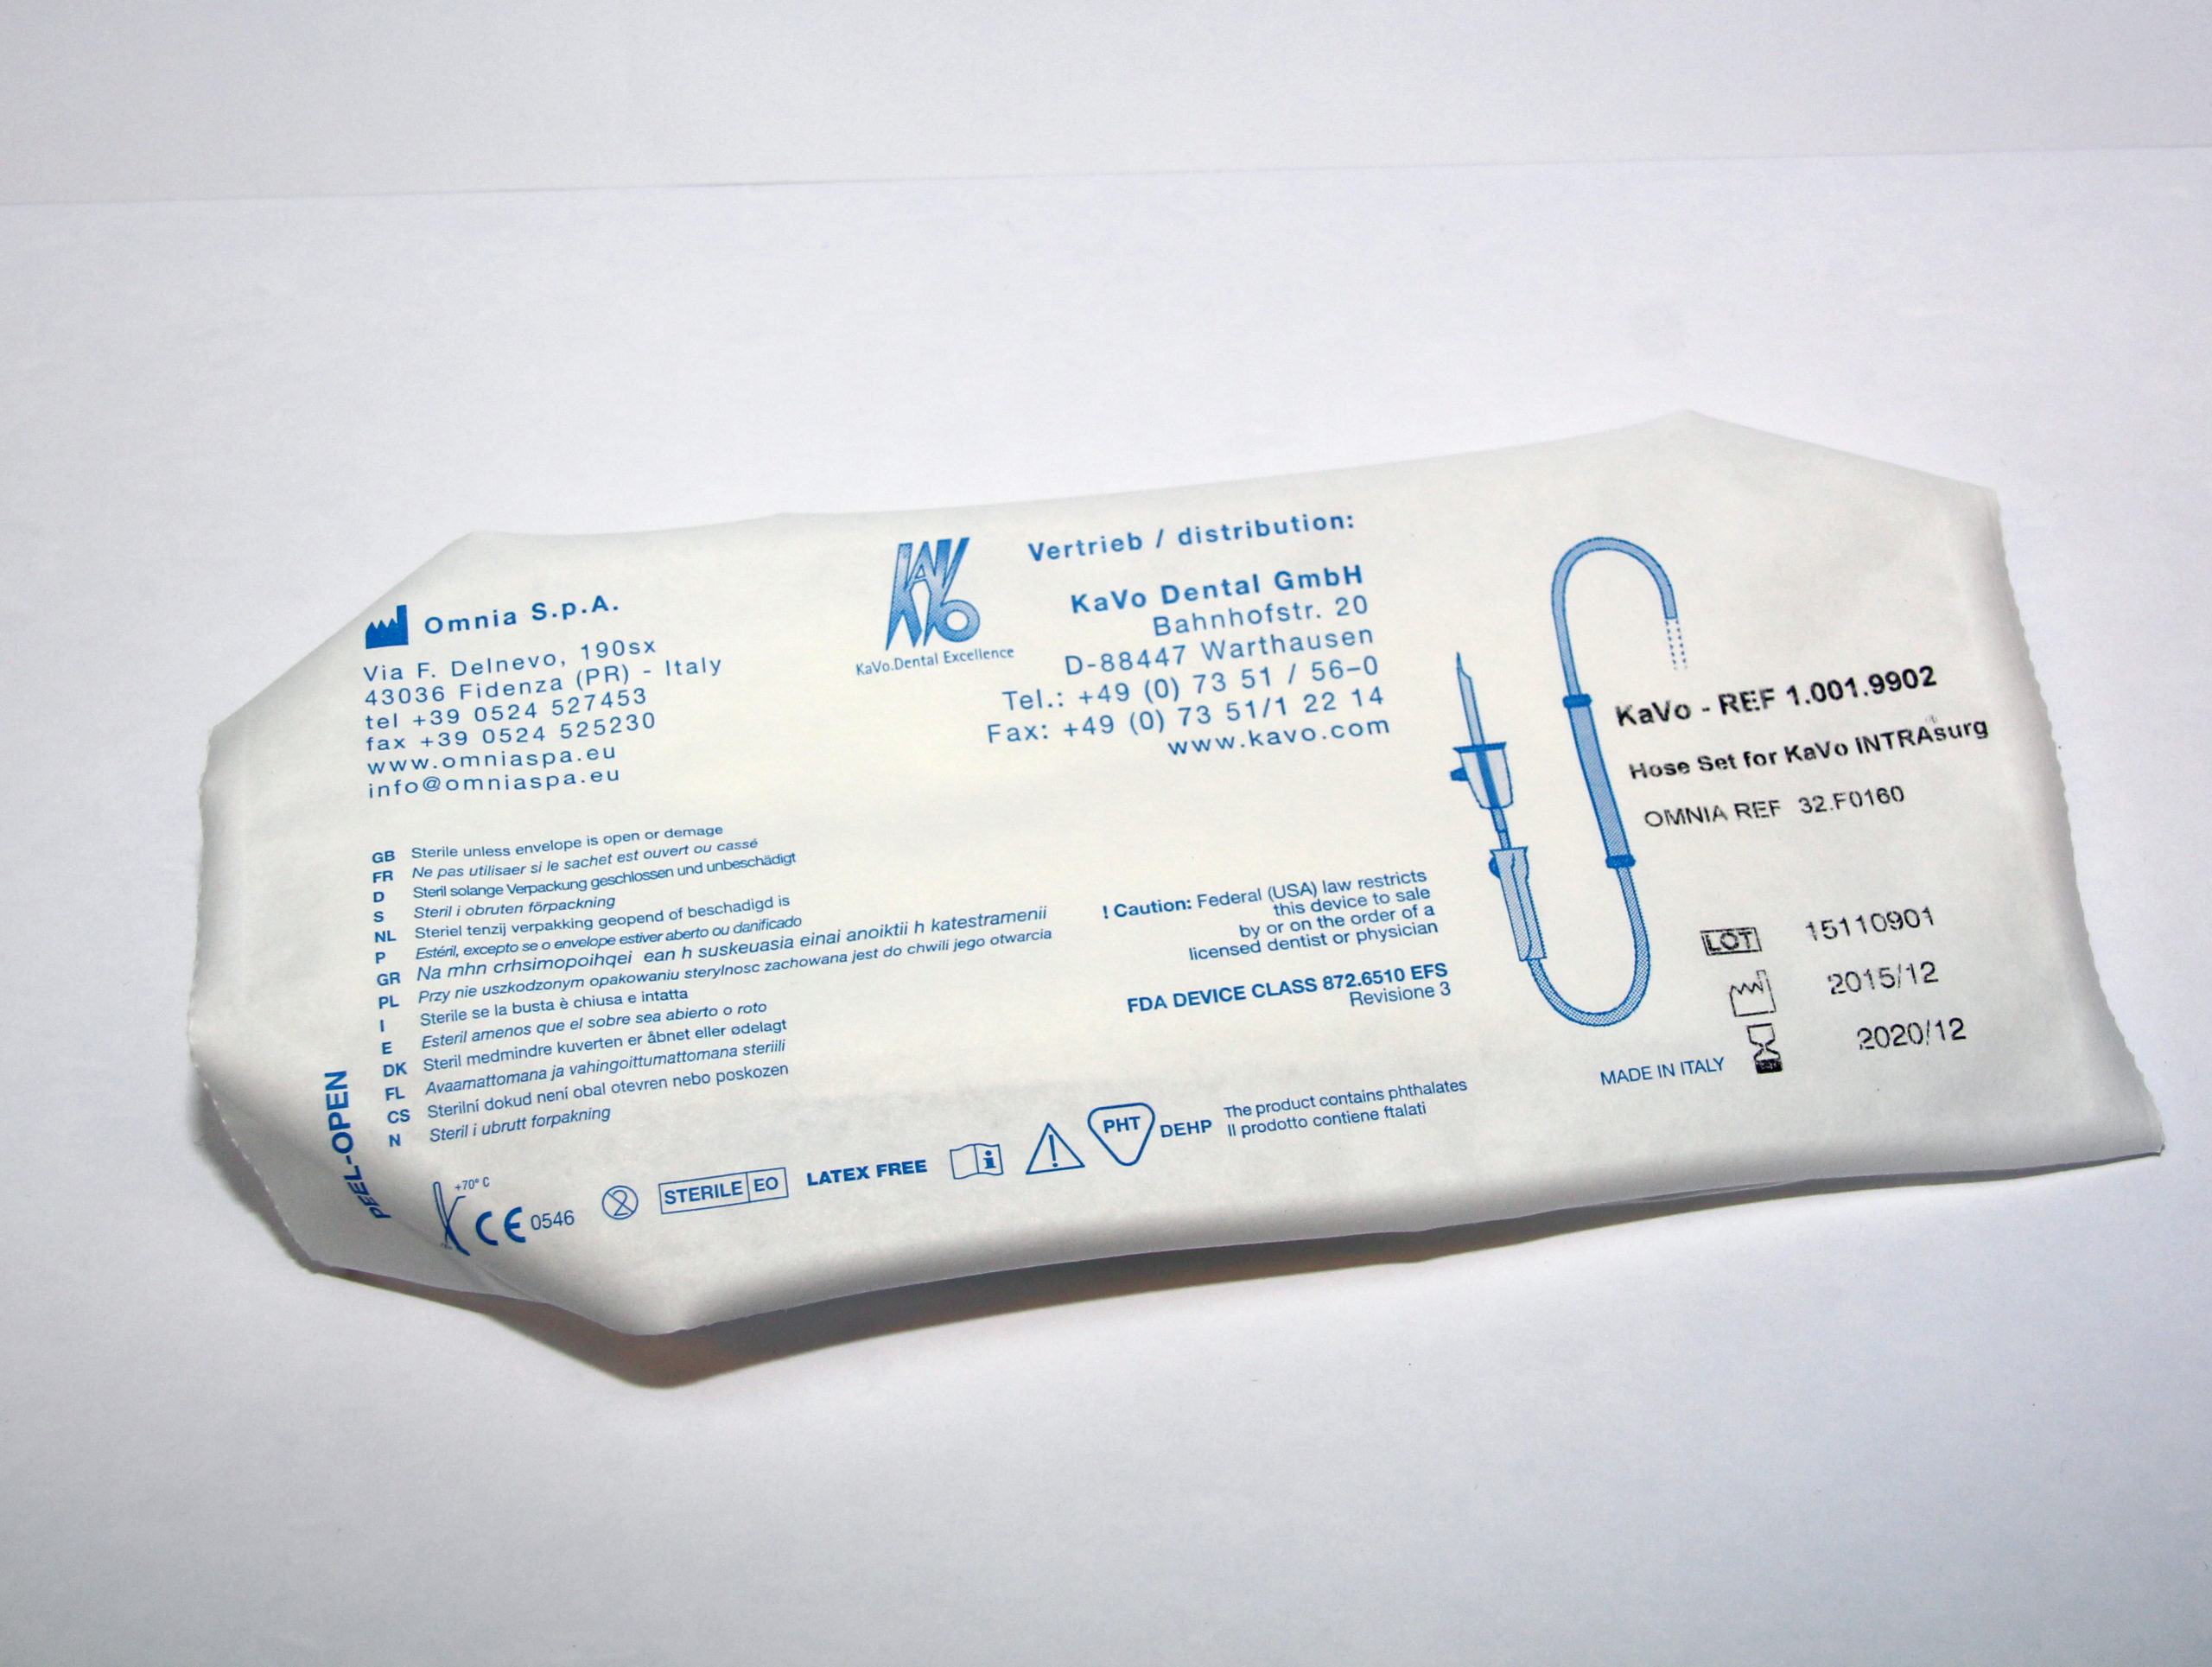 Omnia S.p.A.
Via F. Delnevo, 190sx
43036 Fidenza (PR) - Italy
tel +39 0524 527453
fax +39 0524 525230
www.omniaspa.eu
info@omniaspa.eu
KaVo
KaVo.Dental Excellence
Vertrieb / distribution:
KaVo Dental GmbH
Bahnhofstr. 20
D-88447 Warthausen
Tel.: +49 (0) 73 51 / 56-0
Fax: +49 (0) 73 51/1 22 14
www.kavo.com
KaVo - REF 1.001.9902
Hose Set for KaVo INTRAsurg
OMNIA REF 32.F0160
GB Sterile unless envelope is open or demage
FR Ne pas utilisaer si le sachet est ouvert ou cassé
D Steril solange Verpackung geschlossen und unbeschädigt
S Steril i obruten förpackning
NL Steriel tenzij verpakking geopend of beschadigd is
P Estéril, excepto se o envelope estiver aberto ou danificado
GR Na mhn crhsimopoihqei ean h suskeuasia einai anoiktii h katestramenii
PL Przy nie uszkodzonym opakowaniu sterylnosc zachowana jest do chwili jego otwarcia
I Sterile se la busta è chiusa e intatta
E Esteril amenos que el sobre sea abierto o roto
DK Steril medmindre kuverten er åbnet eller ødelagt
FL Avaamattomana ja vahingoittumattomana steriili
CS Sterilní dokud není obal otevren nebo poskozen
N Steril i ubrutt forpakning
! Caution: Federal (USA) law restricts
this device to sale
by or on the order of a
licensed dentist or physician
FDA DEVICE CLASS 872.6510 EFS
Revisione 3
LOT 15110901
2015/12
2020/12
MADE IN ITALY
PEEL-OPEN
+70° C
CE 0546
2
STERILE EO
LATEX FREE
i
!
PHT
DEHP
The product contains phthalates
Il prodotto contiene ftalati